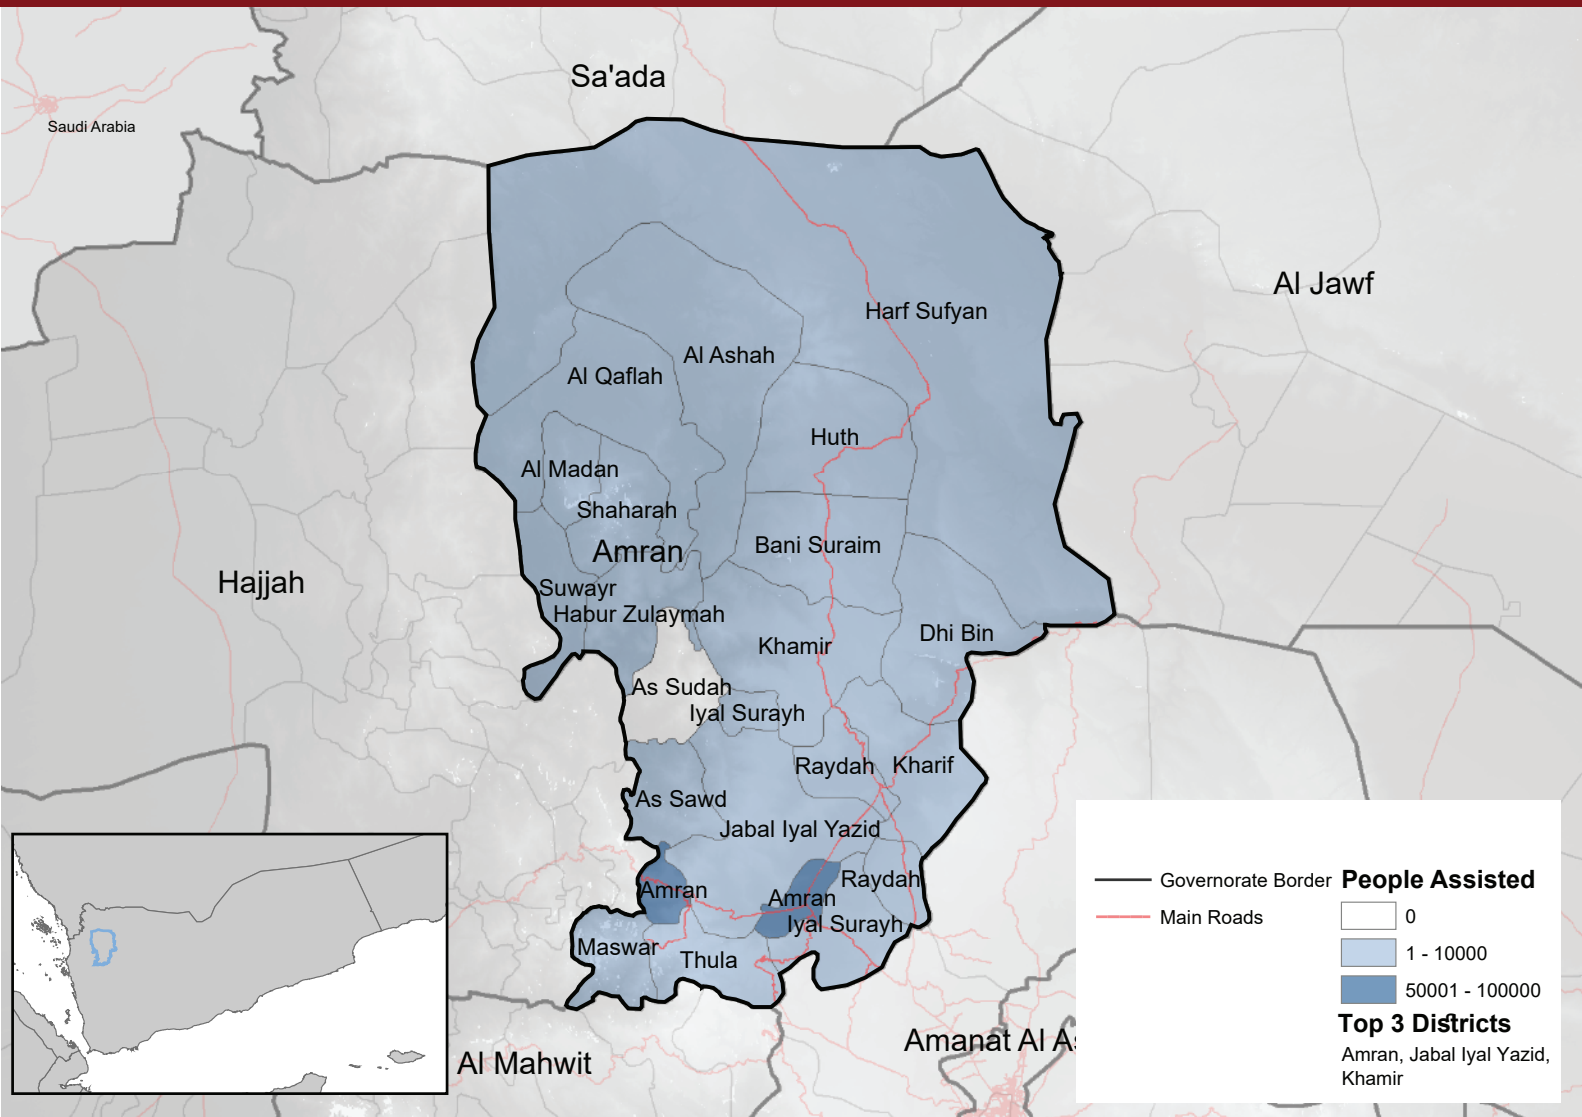 Sa'ada
Saudi Arabia
Al Jawf
Harf Sufyan
Al Ashah
Al Qaflah
Huth
Al Madan
Shaharah
Bani Suraim
Amran
Hajjah
Suwayr
Habur Zulaymah
Dhi Bin
Khamir
As Sudah
Iyal Surayh
Raydah
Kharif
As Sawd
Jabal Iyal Yazid
Amran
Raydah
Amran
Iyal Surayh
Maswar
Thula
Al Mahwit
Amanat Al
Governorate Border
Main Roads
People Assisted
0
1 - 10000
50001 - 100000
Top 3 Districts
Amran, Jabal Iyal Yazid,
Khamir